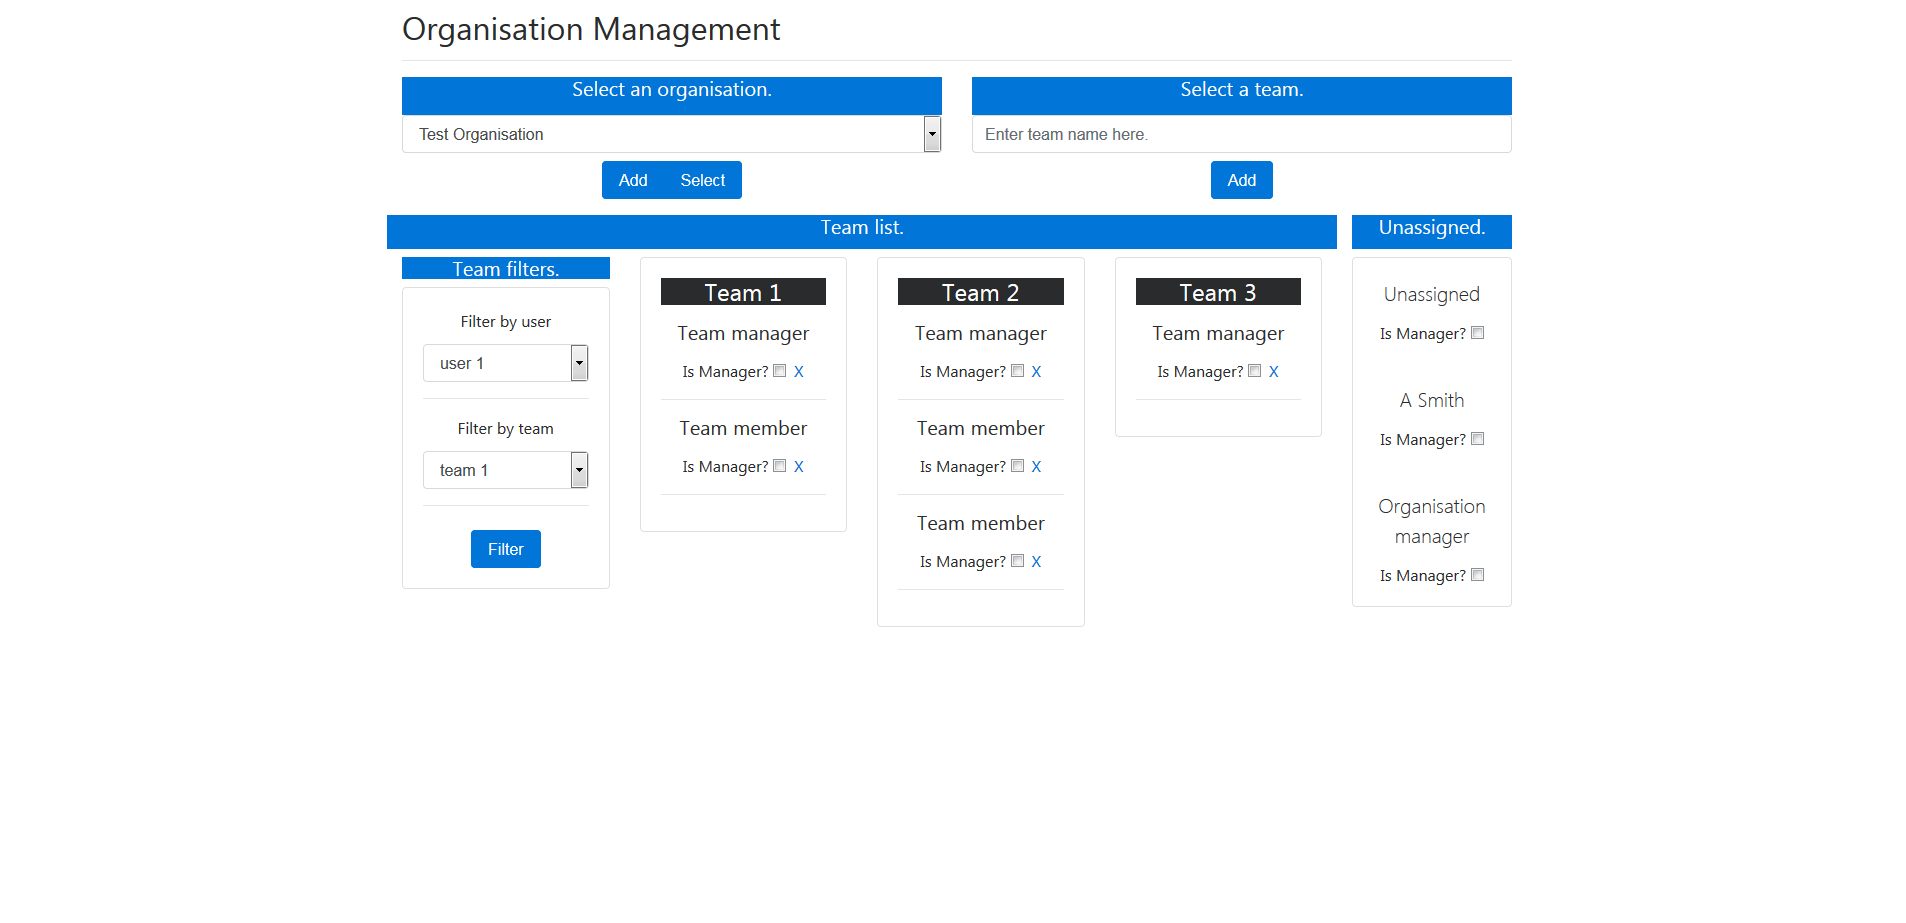 Organisation Management
Select an organisation.
Select a team.
Test Organisation
Enter team name here.
Add
Select
Add
Team list.
Unassigned.
Team filters.
Filter by user
user 1
Filter by team
team 1
Filter
Team 1
Team manager
Is Manager? X
Team member
Is Manager? X
Team 2
Team manager
Is Manager? X
Team member
Is Manager? X
Team member
Is Manager? X
Team 3
Team manager
Is Manager? X
Unassigned
Is Manager?
A Smith
Is Manager?
Organisation
manager
Is Manager?